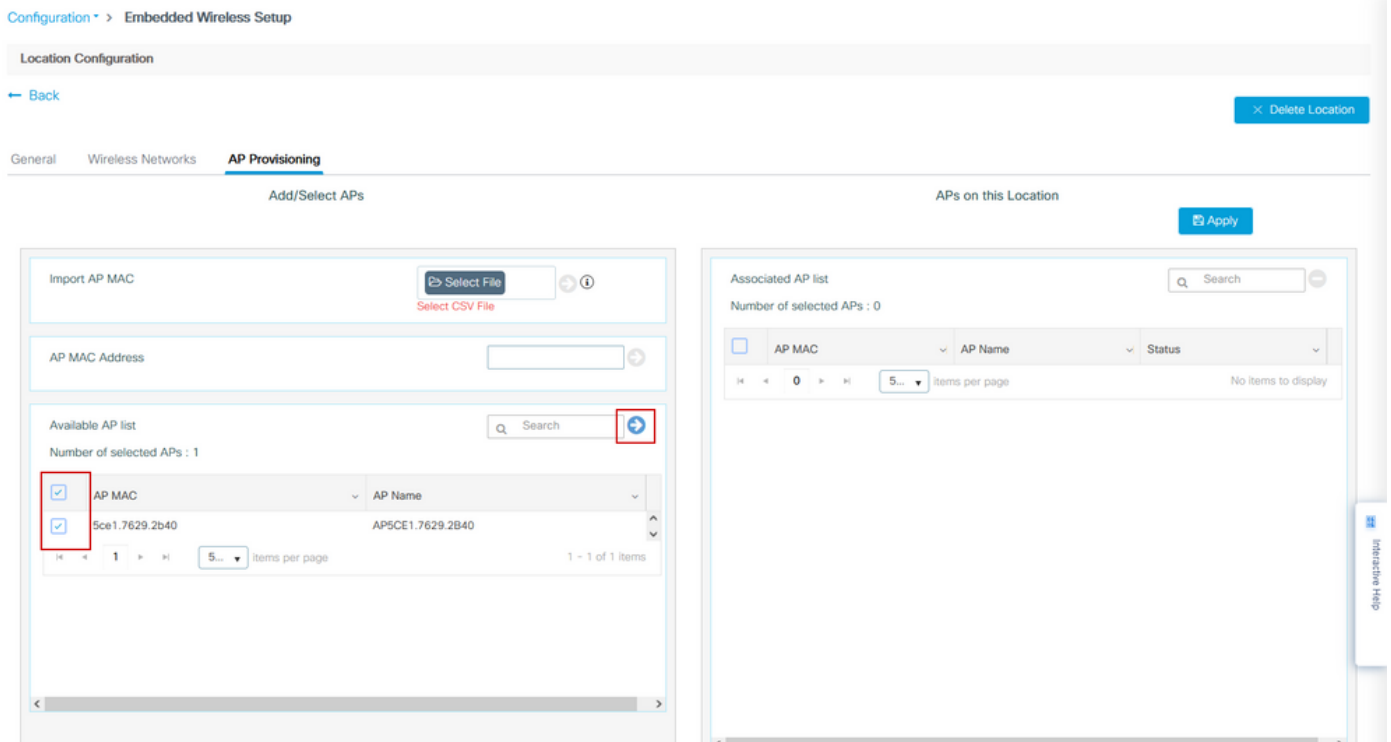 Configuration > Embedded Wireless Setup
Location Configuration
← Back
× Delete Location
General Wireless Networks AP Provisioning
Add/Select APs
APs on this Location
Apply
Import AP MAC
Select File
Select CSV File
AP MAC Address
Available AP list
Search
Number of selected APs : 1
AP MAC AP Name
5ce1.7629.2b40 AP5CE1.7629.2B40
1 5... items per page 1 - 1 of 1 items
Associated AP list
Search
Number of selected APs : 0
AP MAC AP Name Status
0 5... items per page No items to display
Interactive Help